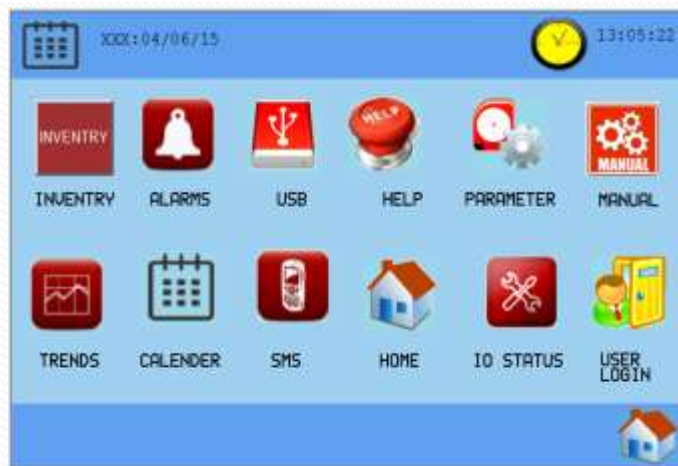 XXX:04/06/15
13:05:22
INVENTRY
HELP
MANUAL
INVENTRY ALARMS USB HELP PARAMETER MANUAL
TRENDS CALENDER SMS HOME IO STATUS USER
LOGIN